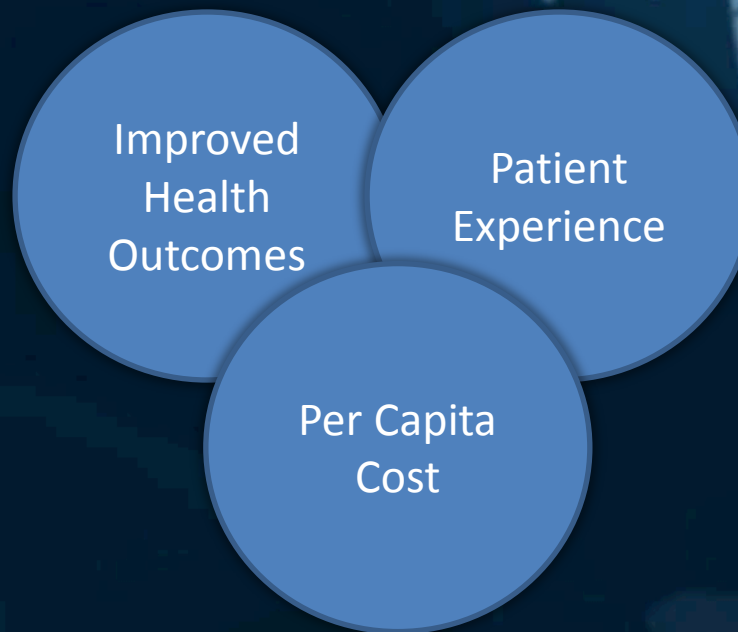 Improved
Health
Outcomes
Patient
Experience
Per Capita
Cost